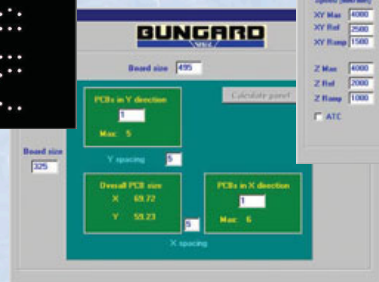 BUNGARD
Board size 495
PCBs in Y direction
1
Max: 5
Calculate panel
Y spacing 5
Board size
325
Overall PCB size
X 69.72
Y 59.23
PCBs in X direction
1
Max: 6
5
X spacing
XY Max 4000
XY Ref 2500
XY Ramp 1500
Z Max 4000
Z Ref 2000
Z Ramp 1000
ATC